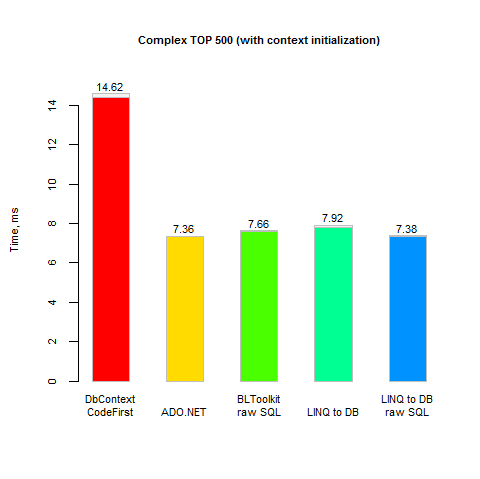 Complex TOP 500 (with context initialization)
Time, ms
14
12
10
8
6
4
2
0
14.62
7.36
7.66
7.92
7.38
DbContext
CodeFirst
ADO.NET
BLToolkit
raw SQL
LINQ to DB
LINQ to DB
raw SQL